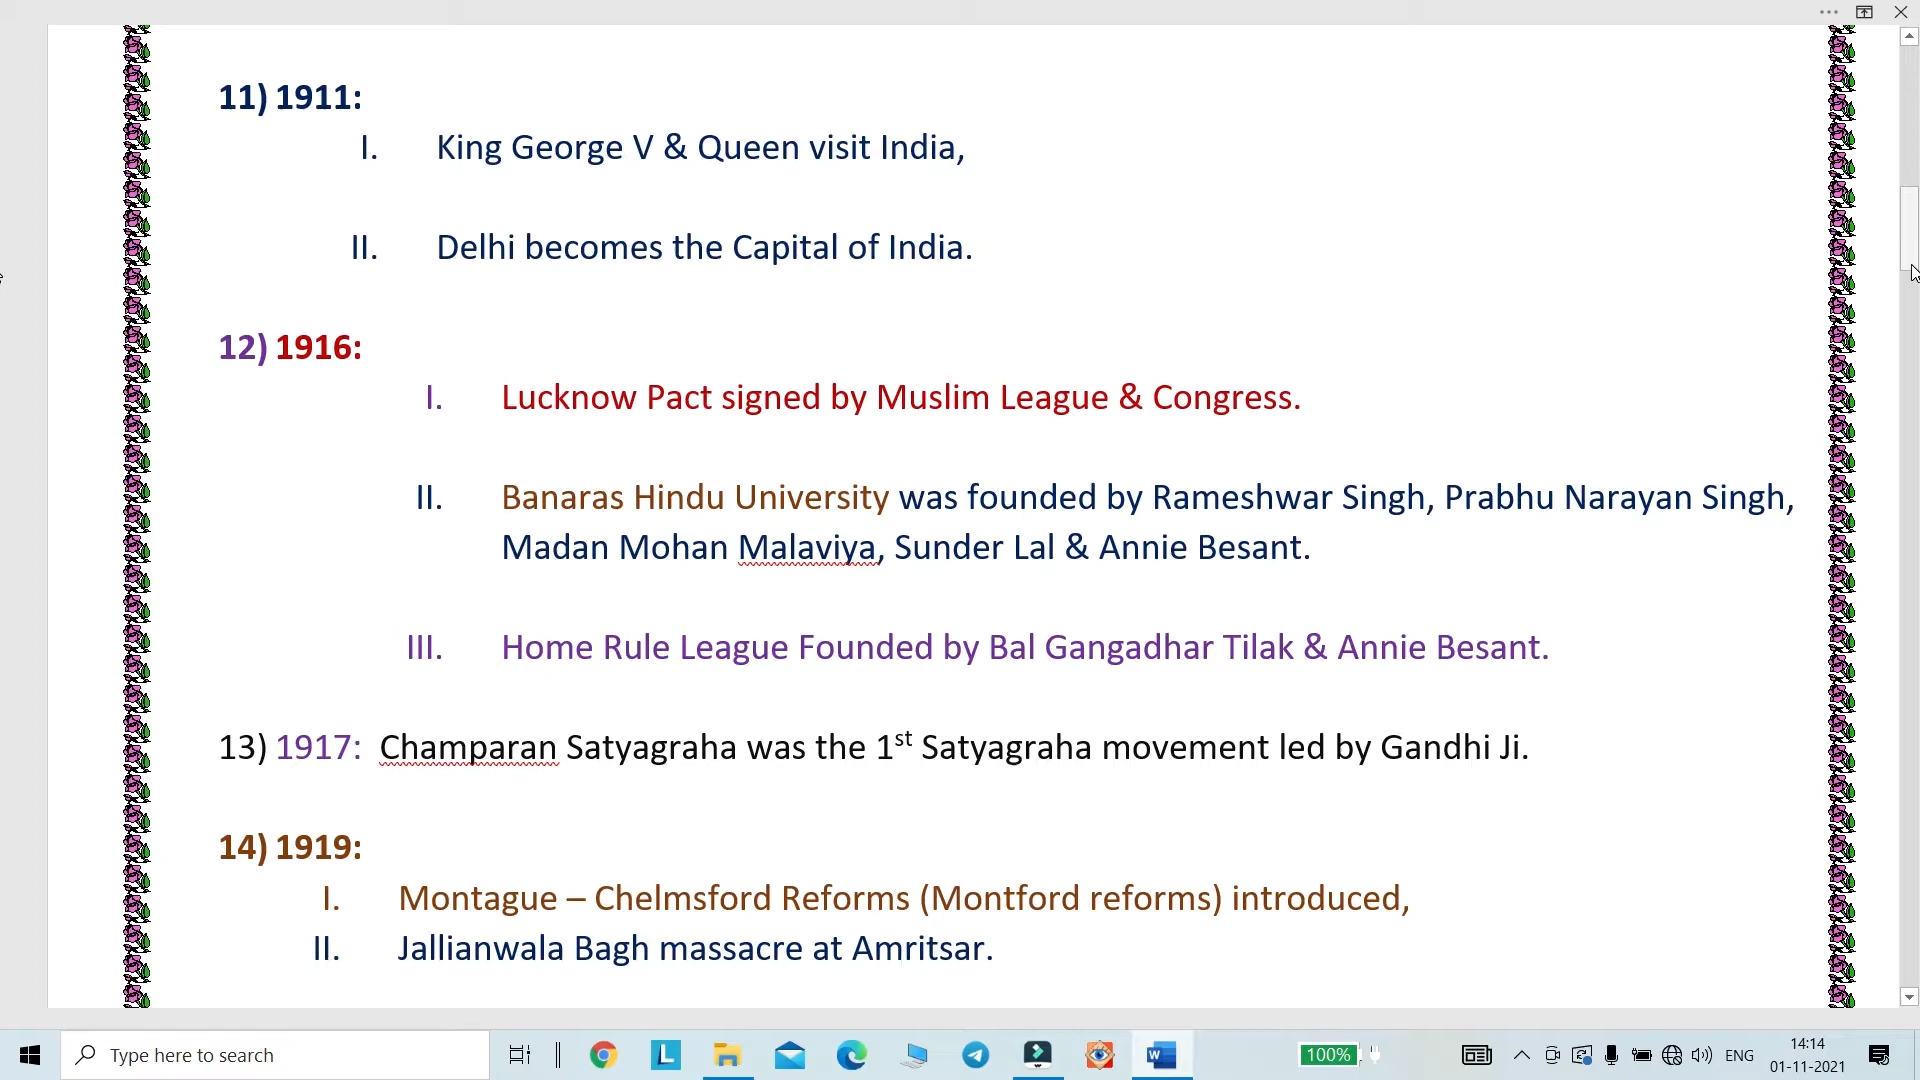 11) 1911:
I. King George V & Queen visit India,
II. Delhi becomes the Capital of India.
12) 1916:
I. Lucknow Pact signed by Muslim League & Congress.
II. Banaras Hindu University was founded by Rameshwar Singh, Prabhu Narayan Singh,
Madan Mohan Malaviya, Sunder Lal & Annie Besant.
III. Home Rule League Founded by Bal Gangadhar Tilak & Annie Besant.
13) 1917: Champaran Satyagraha was the 1st Satyagraha movement led by Gandhi Ji.
14) 1919:
I. Montague – Chelmsford Reforms (Montford reforms) introduced,
II. Jallianwala Bagh massacre at Amritsar.
Type here to search
L
W
100%
ENG
14:14
01-11-2021